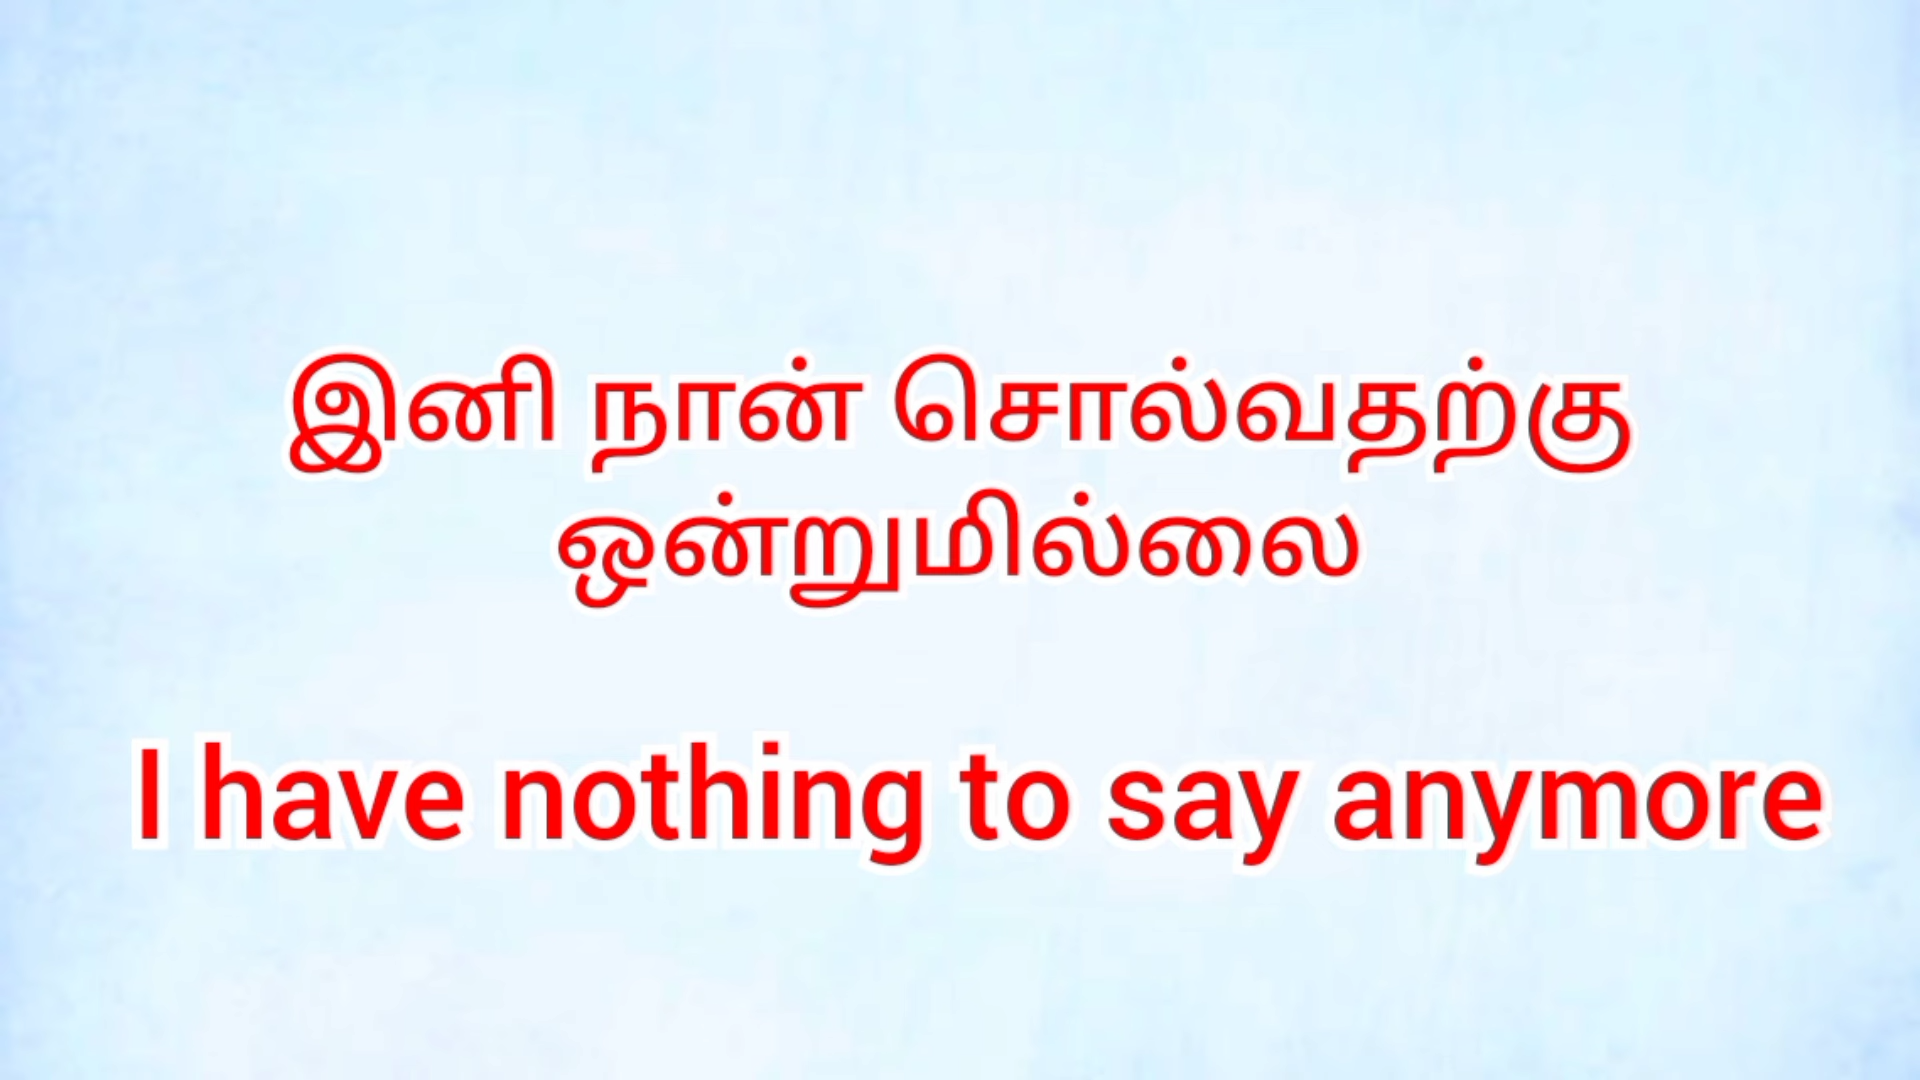 இனி நான் சொல்வதற்கு
ஒன்றுமில்லை
I have nothing to say anymore